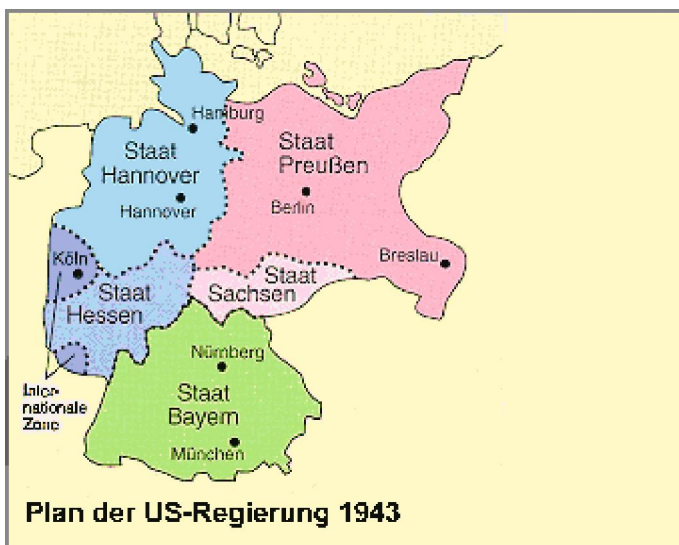 Hamburg
Staat
Hannover
Hannover
Staat
Preußen
Berlin
Breslau
Köln
Staat
Hessen
Staat
Sachsen
Nürnberg
Staat
Bayern
München
Inter-
nationale
Zone
Plan der US-Regierung 1943